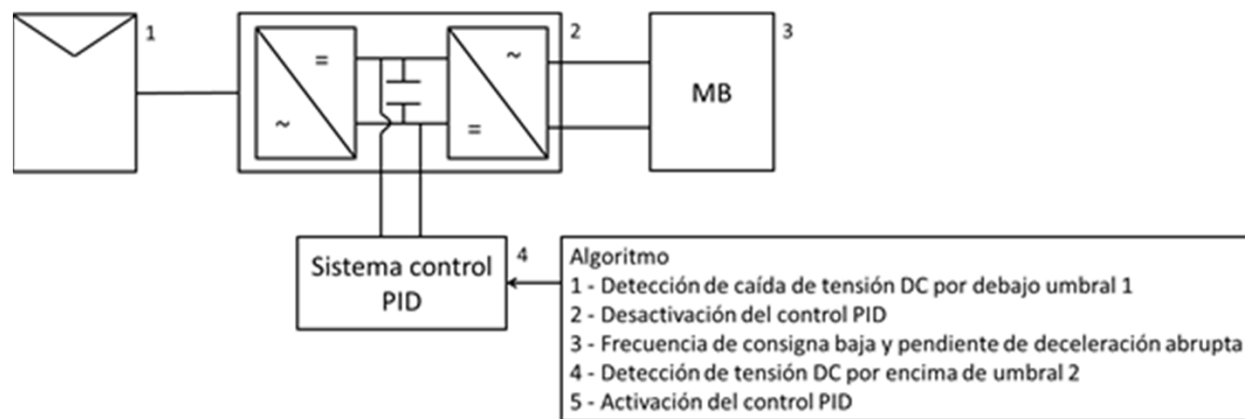 1
=
~
~
=
2
MB
3
Sistema control
PID
4
Algoritmo
1 - Detección de caída de tensión DC por debajo umbral 1
2 - Desactivación del control PID
3 - Frecuencia de consigna baja y pendiente de deceleración abrupta
4 - Detección de tensión DC por encima de umbral 2
5 - Activación del control PID